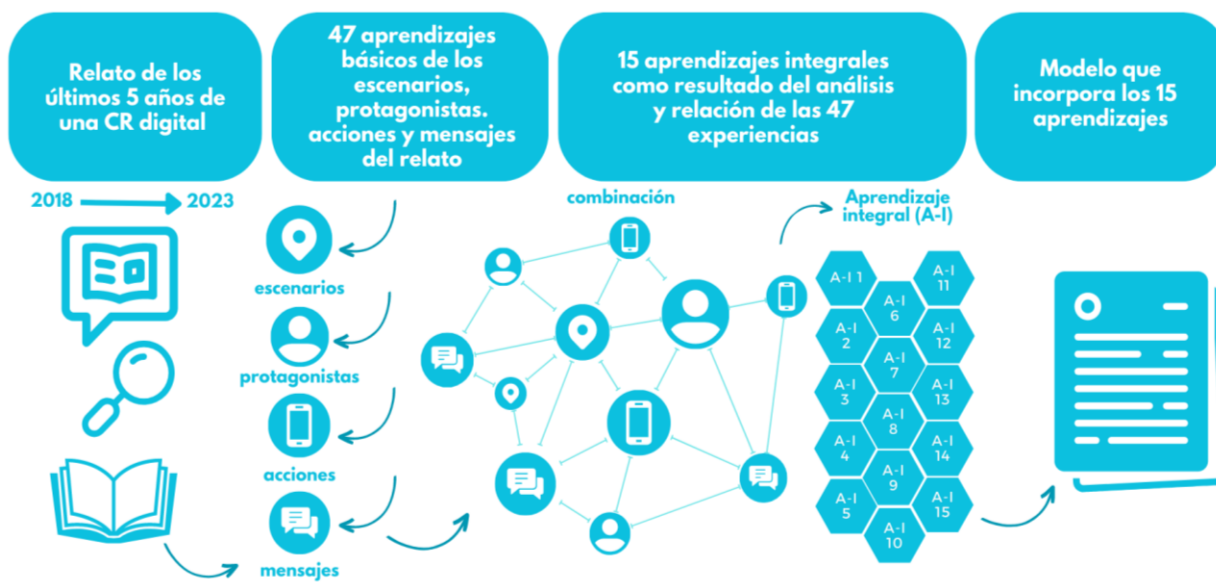 Relato de los
últimos 5 años de
una CR digital
47 aprendizajes
básicos de los
escenarios,
protagonistas.
acciones y mensajes
del relato
15 aprendizajes integrales
como resultado del análisis
y relación de las 47
experiencias
Modelo que
incorpora los 15
aprendizajes
2018
2023
escenarios
protagonistas
acciones
mensajes
combinación
Aprendizaje
integral (A-I)
A-I 1
A-I
2
A-I
3
A-I
4
A-I
5
A-I
6
A-I
7
A-I
8
A-I
9
A-I
10
A-I
11
A-I
12
A-I
13
A-I
14
A-I
15